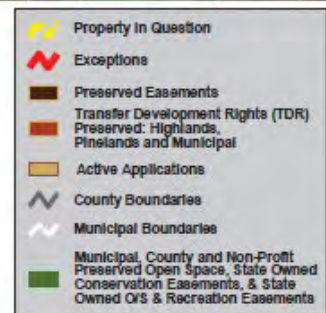 Property In Question
Exceptions
Preserved Easements
Transfer Development Rights (TDR)
Preserved: Highlands,
Pinelands and Municipal
Active Applications
County Boundaries
Municipal Boundaries
Municipal, County and Non-Profit
Preserved Open Space, State Owned
Conservation Easements, & State
Owned O/S & Recreation Easements